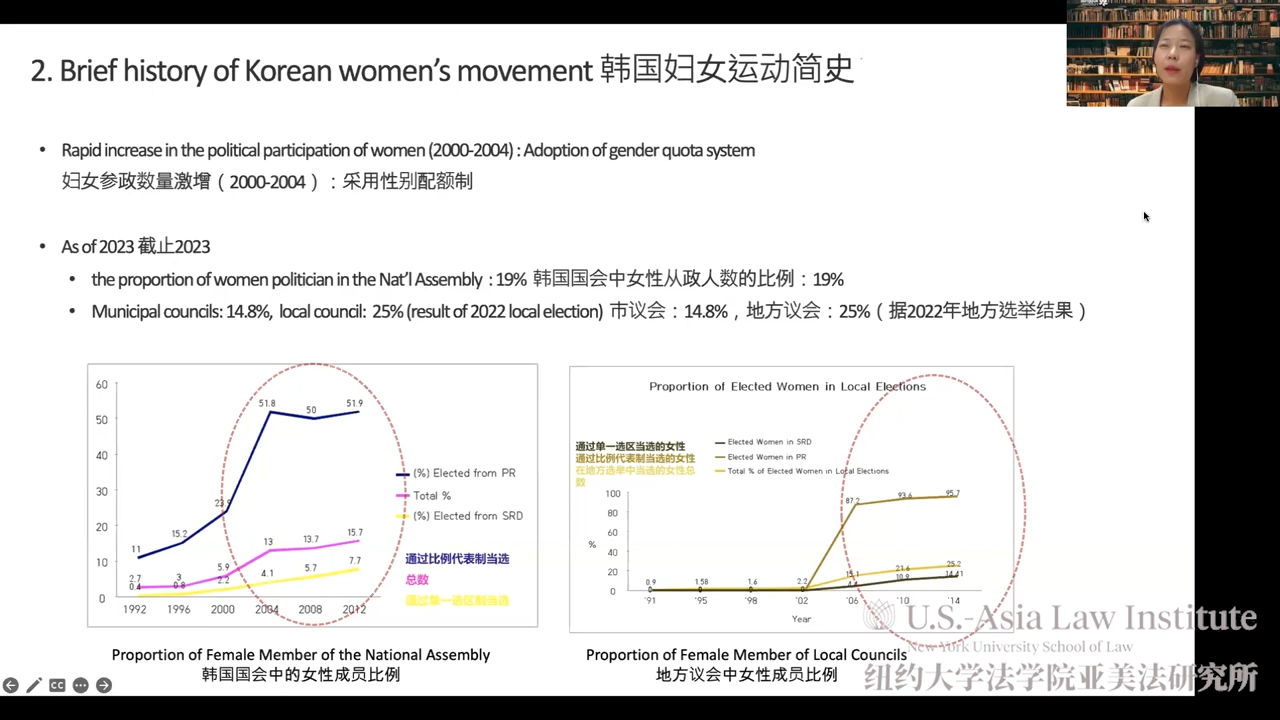 2. Brief history of Korean women's movement 韩国妇女运动简史
• Rapid increase in the political participation of women (2000-2004) : Adoption of gender quota system
妇女参政数量激增（2000-2004 ）：采用性别配额制
• As of 2023 截止2023
• the proportion of women politician in the Nat'l Assembly : 19% 韩国国会中女性从政人数的比例：19%
• Municipal councils: 14.8%, local council: 25% (result of 2022 local election) 市议会：14.8%，地方议会：25%（据2022年地方选举结果 ）
60
50
40
30
20
10
0
11
15.2
51.8
50
51.9
2.7
3
5.9
13
13.7
15.7
0.4
0.8
2.2
4.1
5.7
7.7
1992 1996 2000 2004 2008 2012
(%) Elected from PR
Total %
(%) Elected from SRD
通过比例代表制当选
总数
通过单一选区制当选
Proportion of Female Member of the National Assembly
韩国国会中的女性成员比例
Proportion of Elected Women in Local Elections
通过单一选区当选的女性
通过比例代表制当选的女性
在地方选举中当选的女性总
数
Elected Women in SRD
Elected Women in PR
Total % of Elected Women in Local Elections
100
80
60
40
20
0
%
0.9
1.58
1.6
2.2
87.2
93.6
95.7
15.1
21.6
25.2
4.4
10.9
14.41
'91 '95 '98 '02 '06 '10 '14
Year
Proportion of Female Member of Local Councils
地方议会中女性成员比例
U.S.-Asia Law Institute
New York University School of Law
纽约大学法学院亚美法研究所
CC